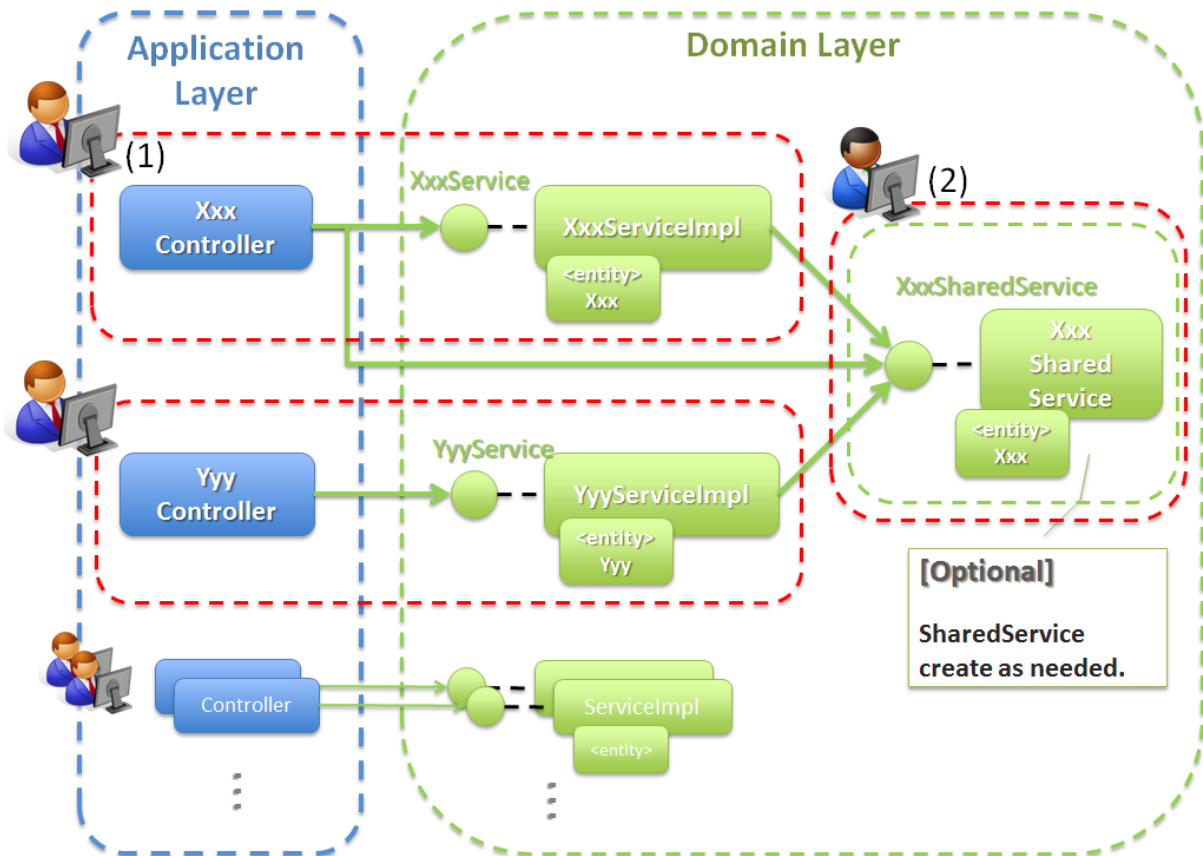 Application
Layer
Domain Layer
(1)
Xxx
Controller
XxxService
XxxServiceImpl
<entity>
Xxx
(2)
XxxSharedService
Xxx
Shared
Service
<entity>
Xxx
Yyy
Controller
YyyService
YyyServiceImpl
<entity>
Yyy
[Optional]
SharedService
create as needed.
Controller
ServiceImpl
<entity>